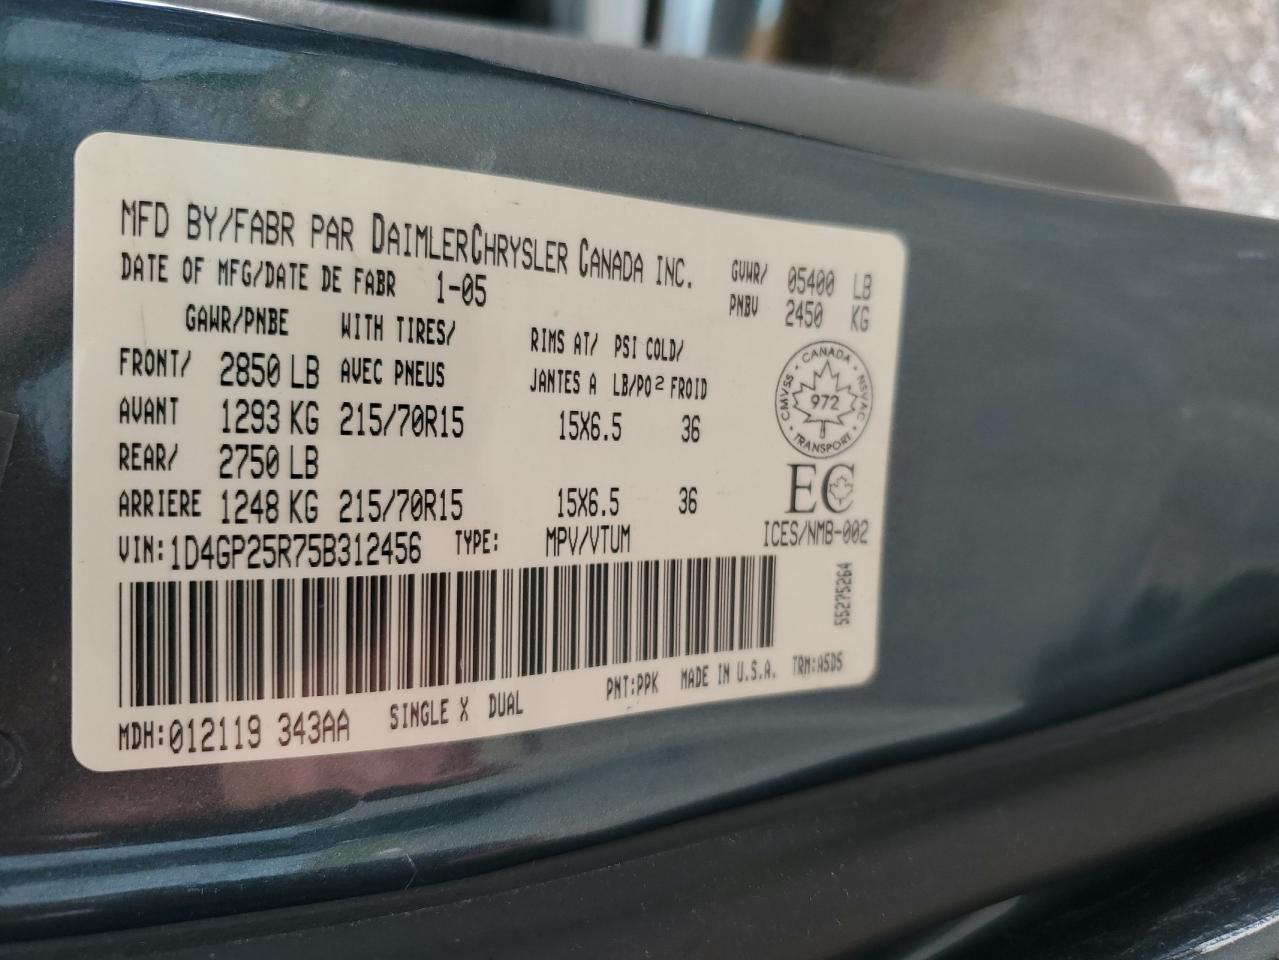 MFD BY/FABR PAR DAIMLERCHRYSLER CANADA INC.
DATE OF MFG/DATE DE FABR 1-05
GVWR/ 05400 LB
PNBV 2450 KG
GAWR/PNBE WITH TIRES/ RIMS AT/ PSI COLD/
FRONT/ 2850 LB AVEC PNEUS JANTES A LB/PO² FROID
AVANT 1293 KG 215/70R15 15X6.5 36
REAR/ 2750 LB
ARRIERE 1248 KG 215/70R15 15X6.5 36
CANADA
CMVSS 972 NSVAC
TRANSPORT
EC
ICES/NMB-002
VIN:1D4GP25R75B312456 TYPE: MPV/VTUM
55275264
MDH:012119 343AA SINGLE X DUAL PNT:PPK MADE IN U.S.A. TRM:A5D5